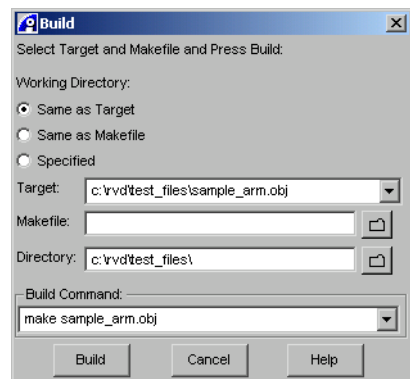 Build
Select Target and Makefile and Press Build:
Working Directory:
Same as Target
Same as Makefile
Specified
Target: c:\rvd\test_files\sample_arm.obj
Makefile:
Directory: c:\rvd\test_files\
Build Command:
make sample_arm.obj
Build Cancel Help